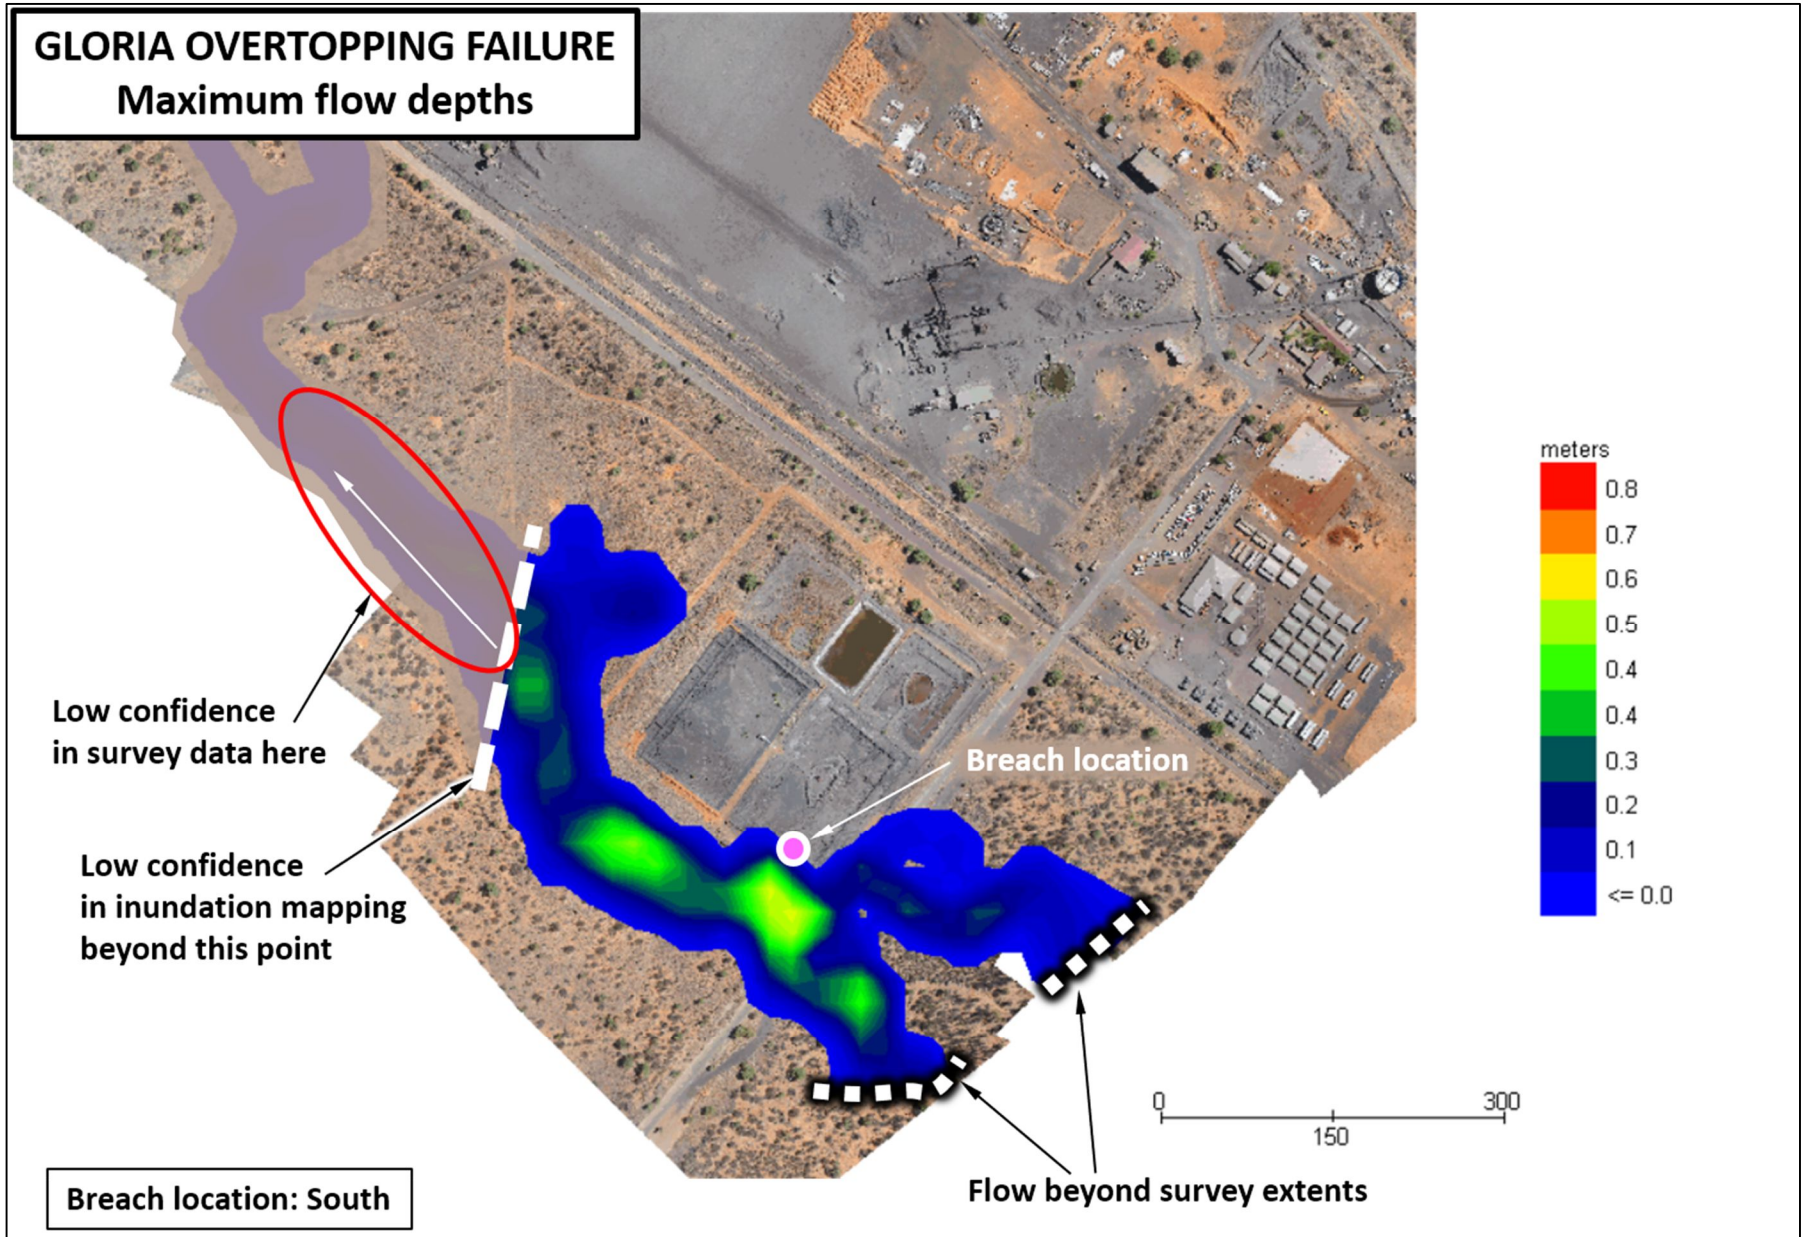 GLORIA OVERTOPPING FAILURE
Maximum flow depths
meters
0.8
0.7
0.6
0.5
0.4
0.4
0.3
0.2
0.1
<= 0.0
Low confidence
in survey data here
Breach location
Low confidence
in inundation mapping
beyond this point
0
300
150
Flow beyond survey extents
Breach location: South